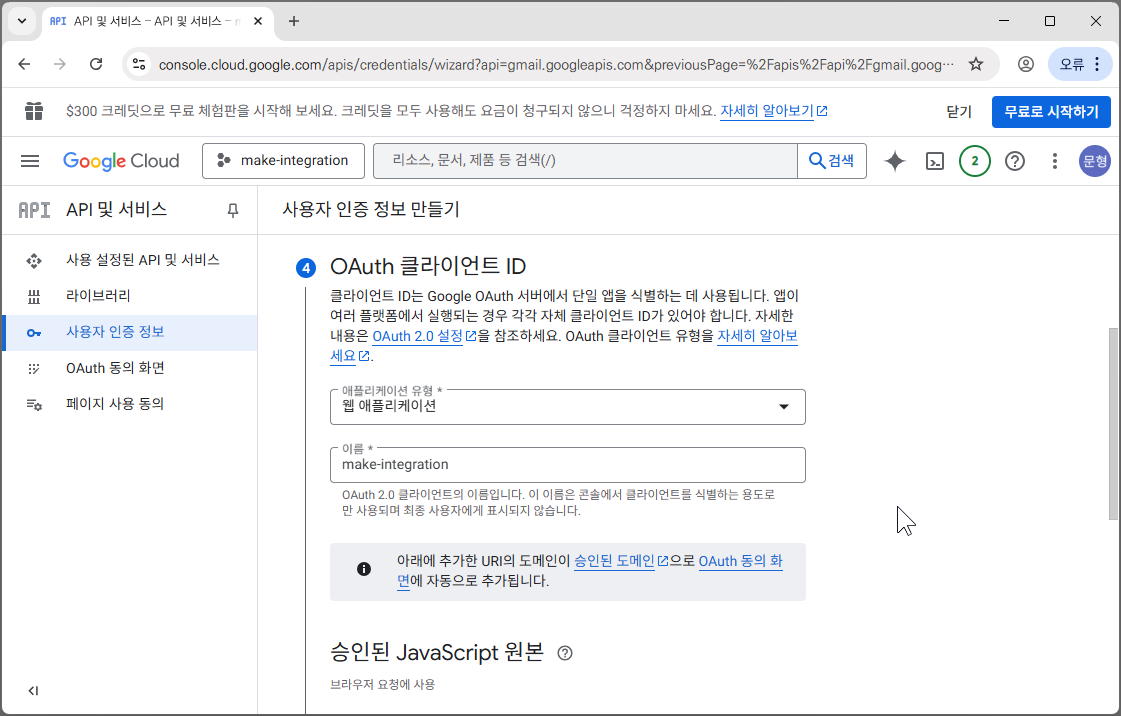 API API 및 서비스 – API 및 서비스 –
console.cloud.google.com/apis/credentials/wizard?api=gmail.googleapis.com&previousPage=%2Fapis%2Fapi%2Fgmail.goog…
오류
$300 크레딧으로 무료 체험판을 시작해 보세요. 크레딧을 모두 사용해도 요금이 청구되지 않으니 걱정하지 마세요. 자세히 알아보기
닫기
무료로 시작하기
Google Cloud
make-integration
리소스, 문서, 제품 등 검색(/)
검색
2
문형
API API 및 서비스
사용자 인증 정보 만들기
사용 설정된 API 및 서비스
라이브러리
사용자 인증 정보
OAuth 동의 화면
페이지 사용 동의
4 OAuth 클라이언트 ID
클라이언트 ID는 Google OAuth 서버에서 단일 앱을 식별하는 데 사용됩니다. 앱이
여러 플랫폼에서 실행되는 경우 각각 자체 클라이언트 ID가 있어야 합니다. 자세한
내용은 OAuth 2.0 설정을 참조하세요. OAuth 클라이언트 유형을 자세히 알아보
세요.
애플리케이션 유형 *
웹 애플리케이션
이름 *
make-integration
OAuth 2.0 클라이언트의 이름입니다. 이 이름은 콘솔에서 클라이언트를 식별하는 용도로
만 사용되며 최종 사용자에게 표시되지 않습니다.
아래에 추가한 URI의 도메인이 승인된 도메인으로 OAuth 동의 화
면에 자동으로 추가됩니다.
승인된 JavaScript 원본
브라우저 요청에 사용